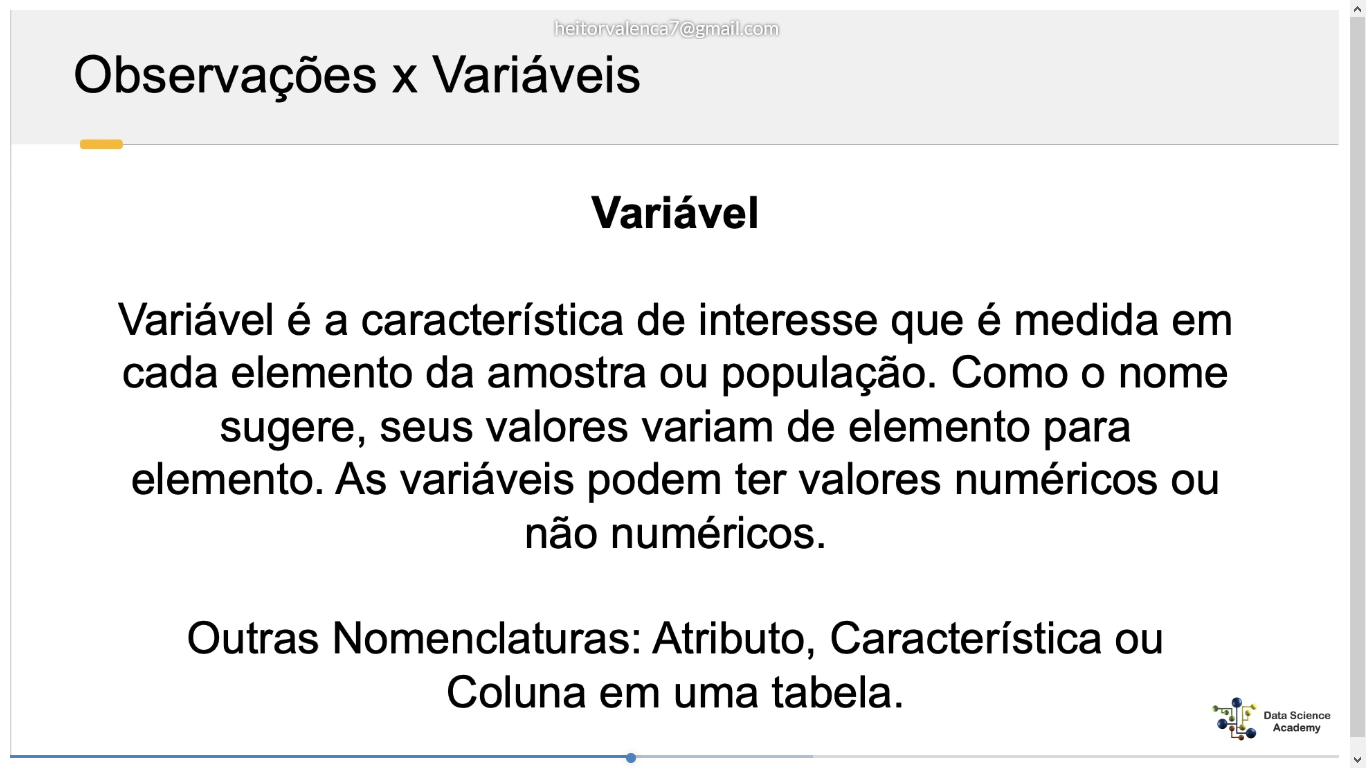 heitorvalenca7@gmail.com
Observações x Variáveis
Variável
Variável é a característica de interesse que é medida em
cada elemento da amostra ou população. Como o nome
sugere, seus valores variam de elemento para
elemento. As variáveis podem ter valores numéricos ou
não numéricos.
Outras Nomenclaturas: Atributo, Característica ou
Coluna em uma tabela.
Data Science
Academy